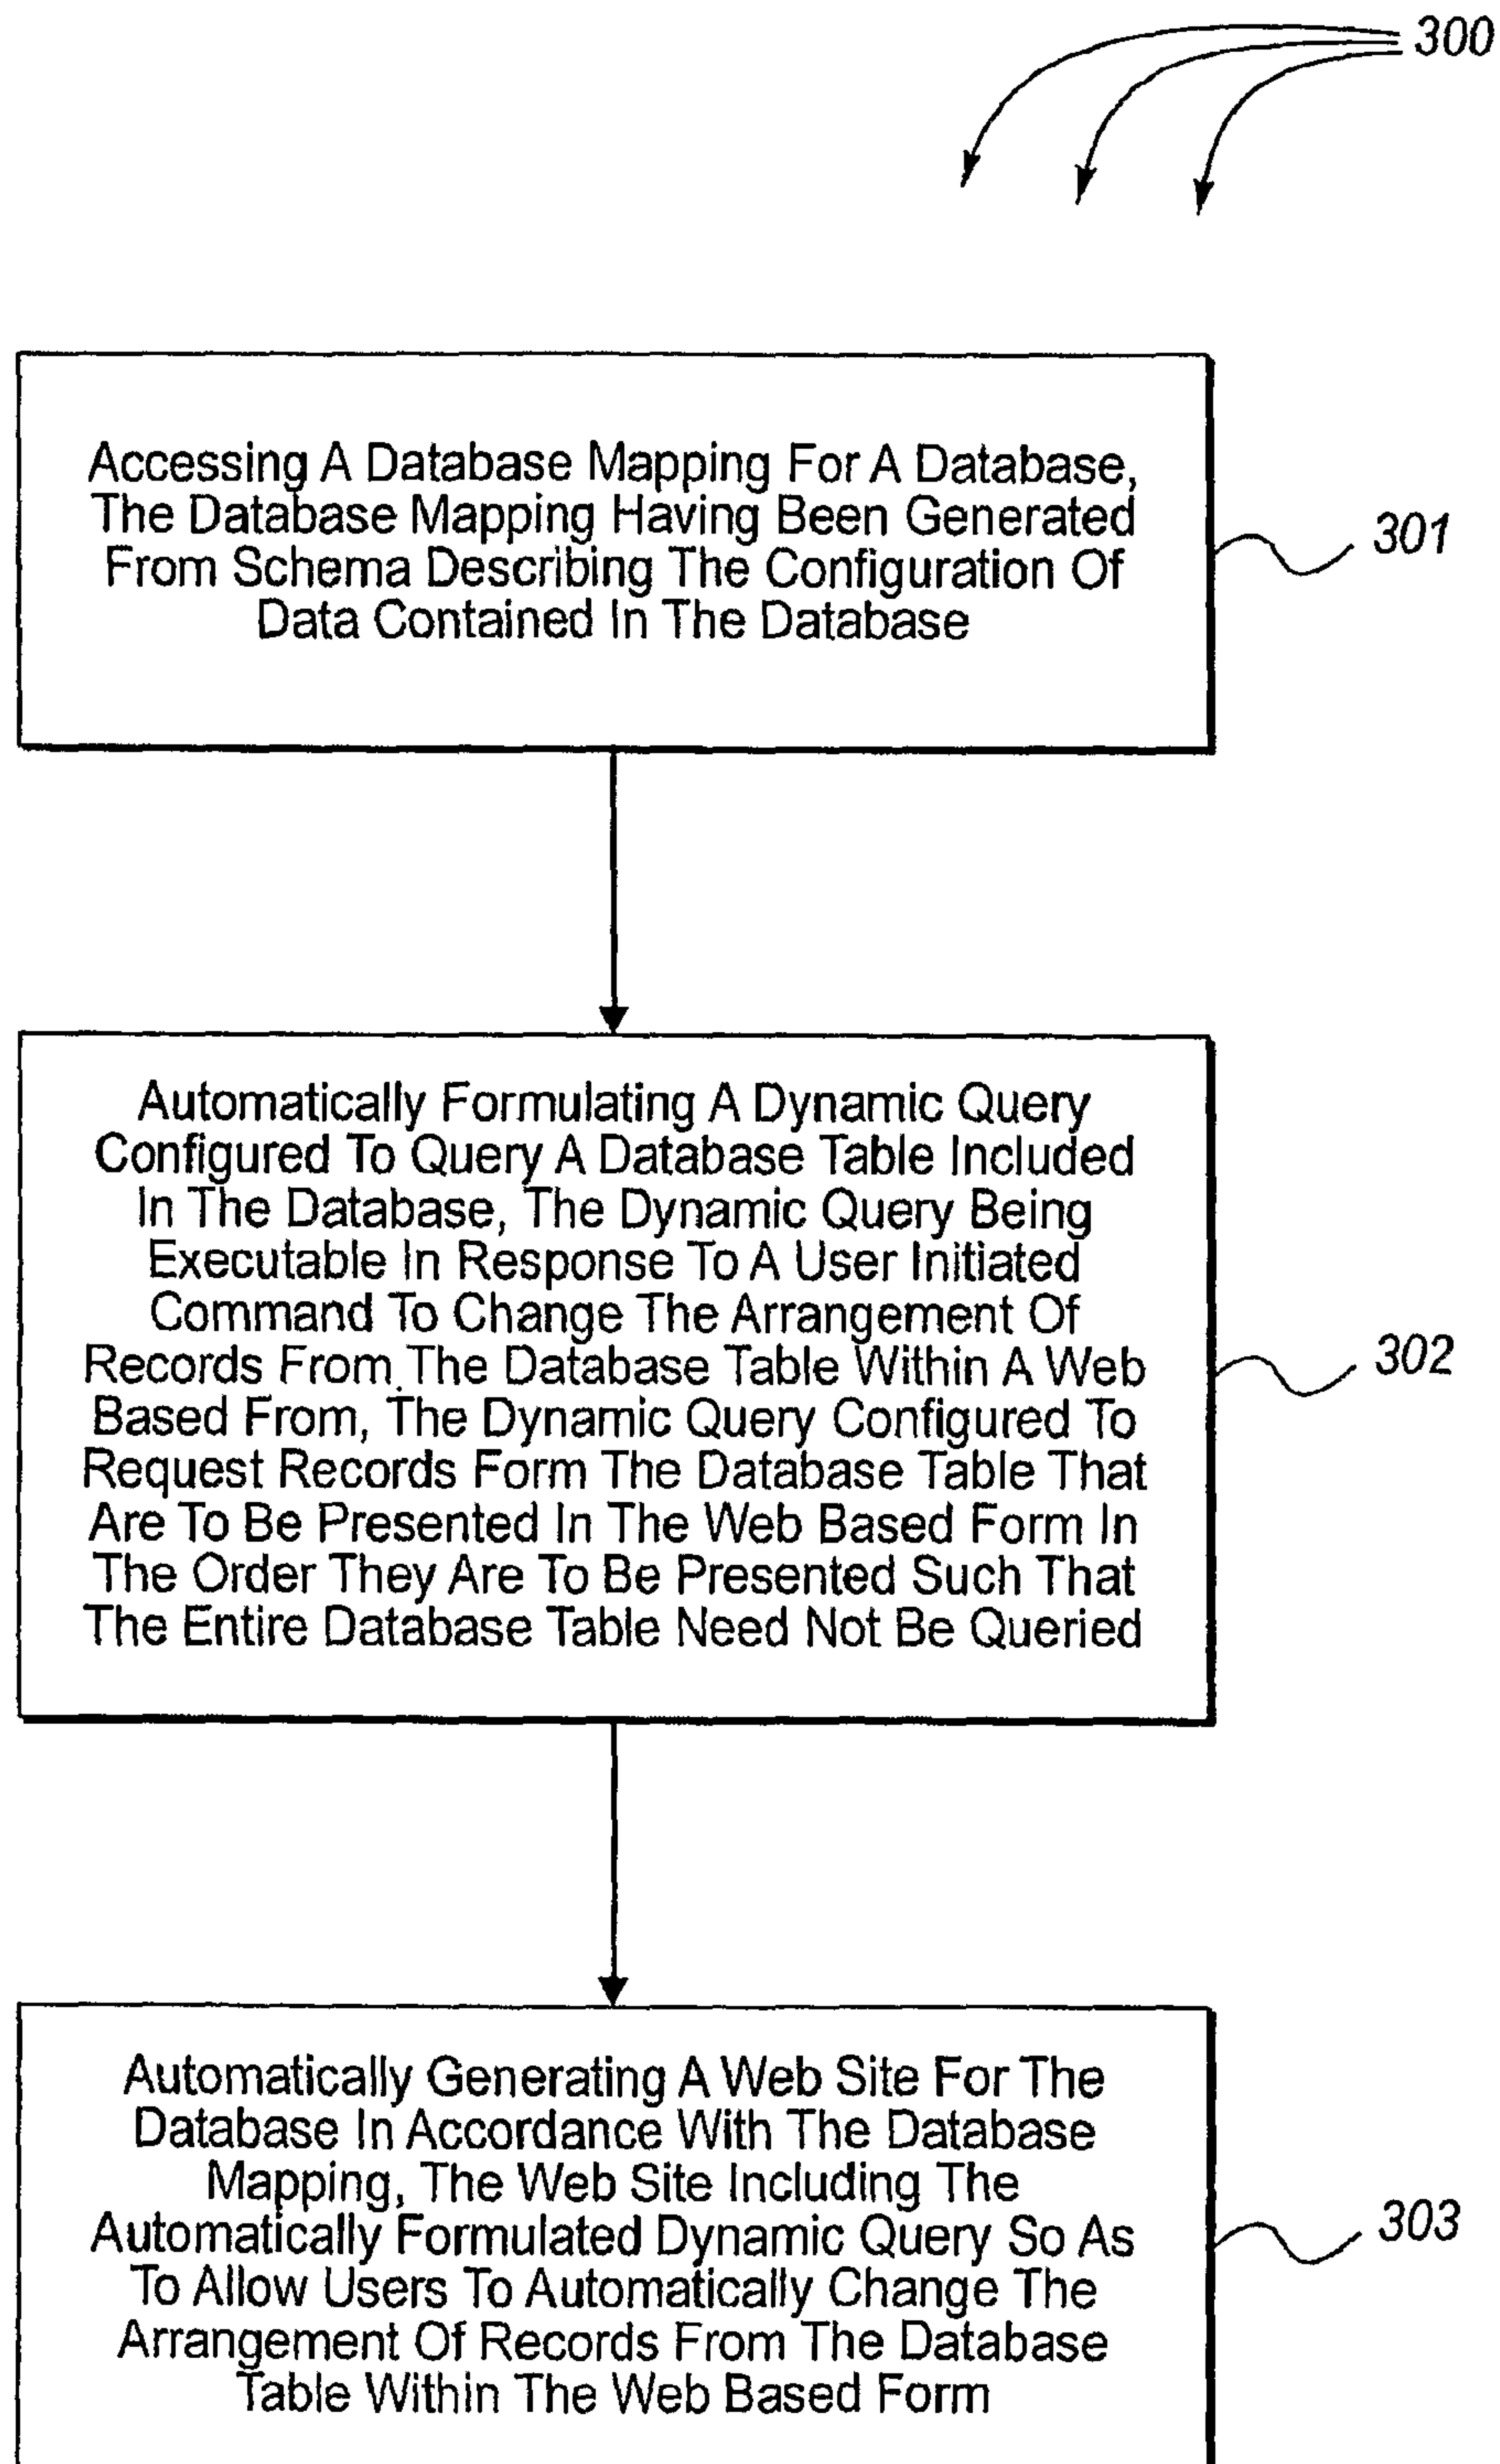 300
Accessing A Database Mapping For A Database,
The Database Mapping Having Been Generated
From Schema Describing The Configuration Of
Data Contained In The Database
301
Automatically Formulating A Dynamic Query
Configured To Query A Database Table Included
In The Database, The Dynamic Query Being
Executable In Response To A User Initiated
Command To Change The Arrangement Of
Records From The Database Table Within A Web
Based From, The Dynamic Query Configured To
Request Records Form The Database Table That
Are To Be Presented In The Web Based Form In
The Order They Are To Be Presented Such That
The Entire Database Table Need Not Be Queried
302
Automatically Generating A Web Site For The
Database In Accordance With The Database
Mapping, The Web Site Including The
Automatically Formulated Dynamic Query So As
To Allow Users To Automatically Change The
Arrangement Of Records From The Database
Table Within The Web Based Form
303